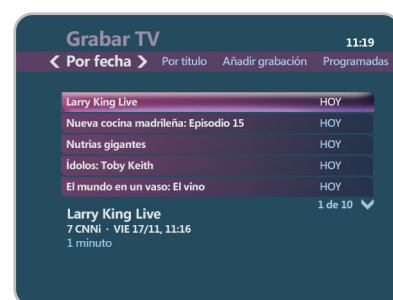 Grabar TV
11:19
Por fecha Por título Añadir grabación Programadas
Larry King Live HOY
Nueva cocina madrileña: Episodio 15 HOY
Nutrias gigantes HOY
Ídolos: Toby Keith HOY
El mundo en un vaso: El vino HOY
1 de 10
Larry King Live
7 CNNi · VIE 17/11, 11:16
1 minuto